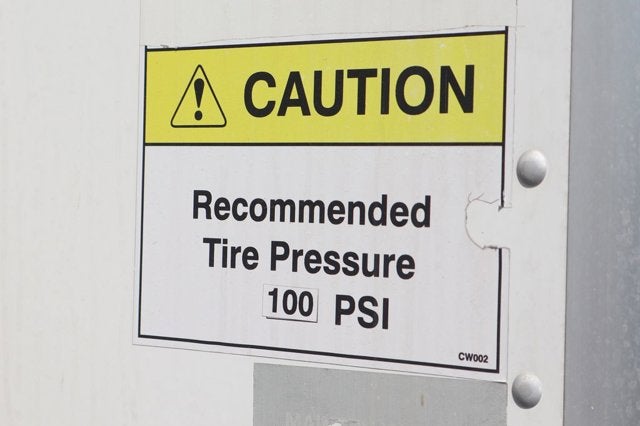 CAUTION
Recommended
Tire Pressure
100 PSI
CW002